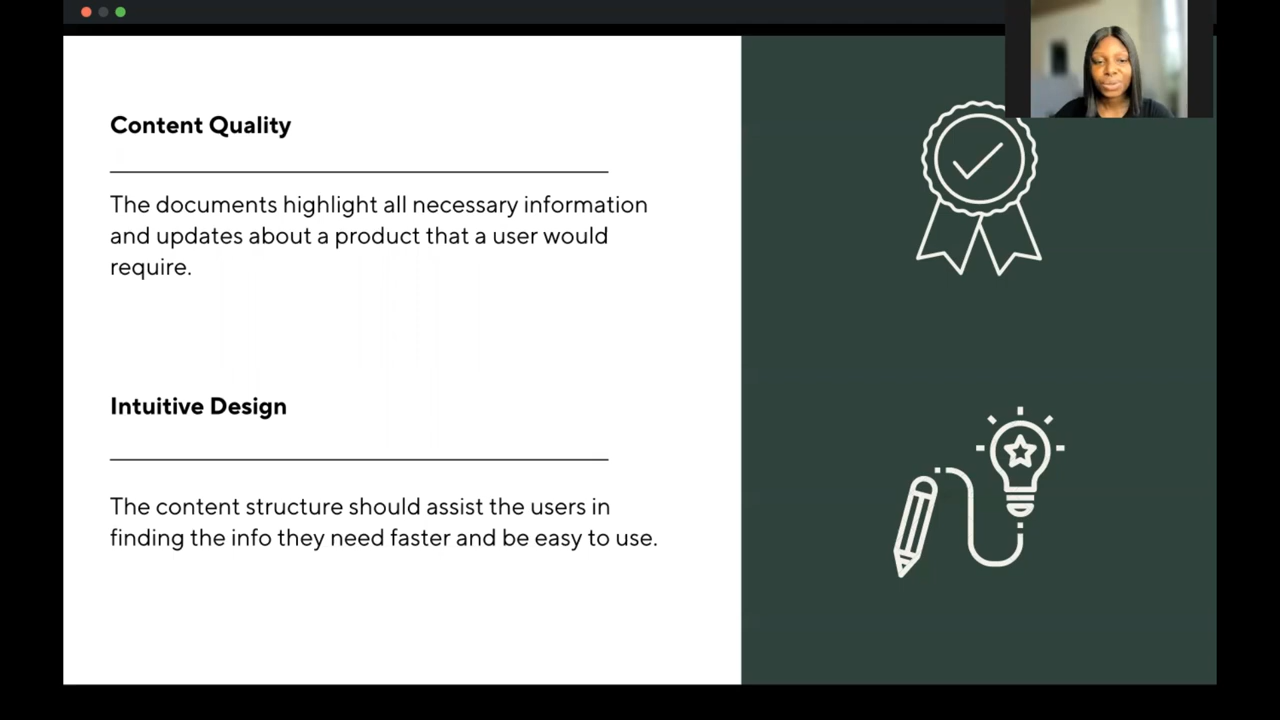 Content Quality
The documents highlight all necessary information
and updates about a product that a user would
require.
Intuitive Design
The content structure should assist the users in
finding the info they need faster and be easy to use.